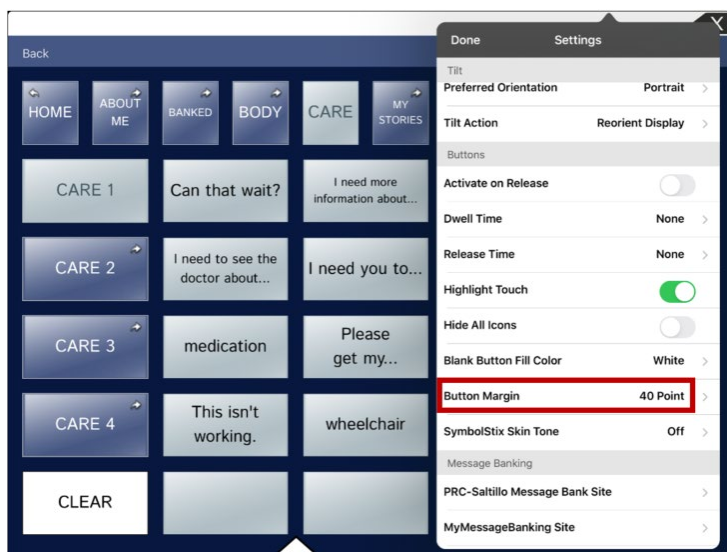 Back
HOME
ABOUT
ME
BANKED
BODY
CARE
MY
STORIES
CARE 1
Can that wait?
I need more
information about...
CARE 2
I need to see the
doctor about...
I need you to...
CARE 3
medication
Please
get my...
CARE 4
This isn't
working.
wheelchair
CLEAR
Done Settings
Tilt
Preferred Orientation Portrait
Tilt Action Reorient Display
Buttons
Activate on Release
Dwell Time None
Release Time None
Highlight Touch
Hide All Icons
Blank Button Fill Color White
Button Margin 40 Point
SymbolStix Skin Tone Off
Message Banking
PRC-Saltillo Message Bank Site
MyMessageBanking Site